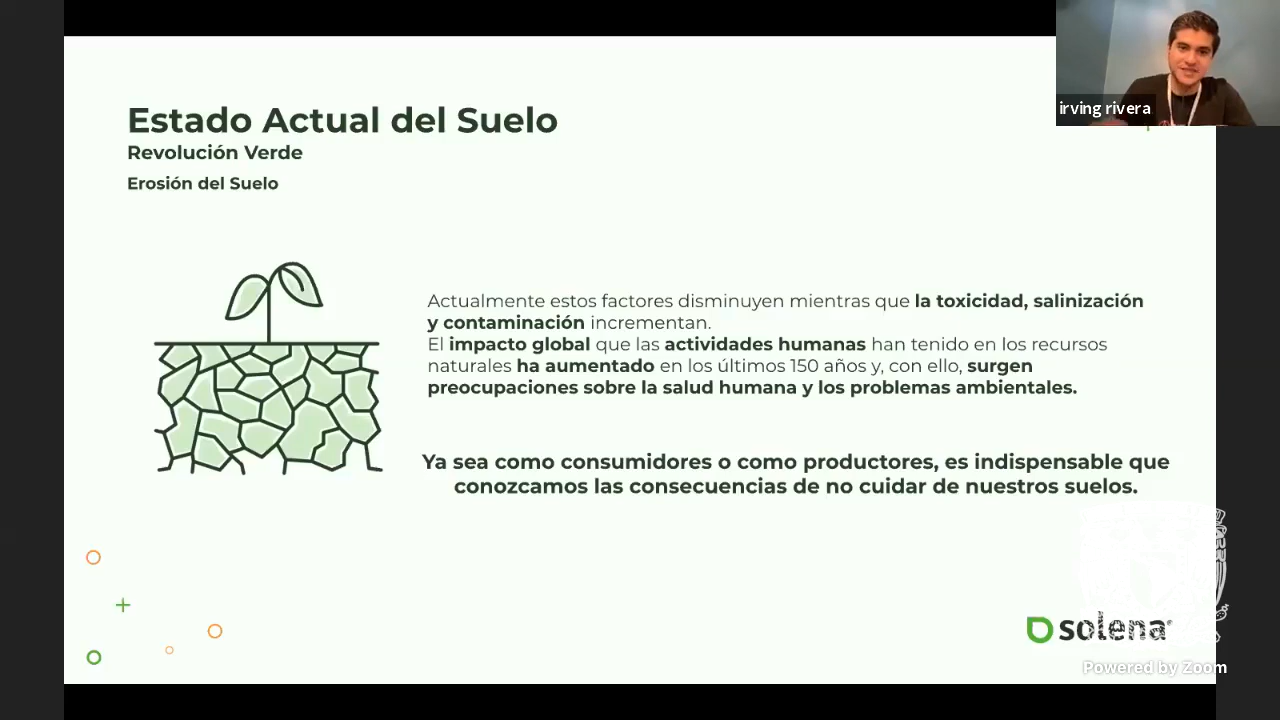 irving rivera
Estado Actual del Suelo
Revolución Verde
Erosión del Suelo
Actualmente estos factores disminuyen mientras que la toxicidad, salinización
y contaminación incrementan.
El impacto global que las actividades humanas han tenido en los recursos
naturales ha aumentado en los últimos 150 años y, con ello, surgen
preocupaciones sobre la salud humana y los problemas ambientales.
Ya sea como consumidores o como productores, es indispensable que
conozcamos las consecuencias de no cuidar de nuestros suelos.
solena
Powered by Zoom